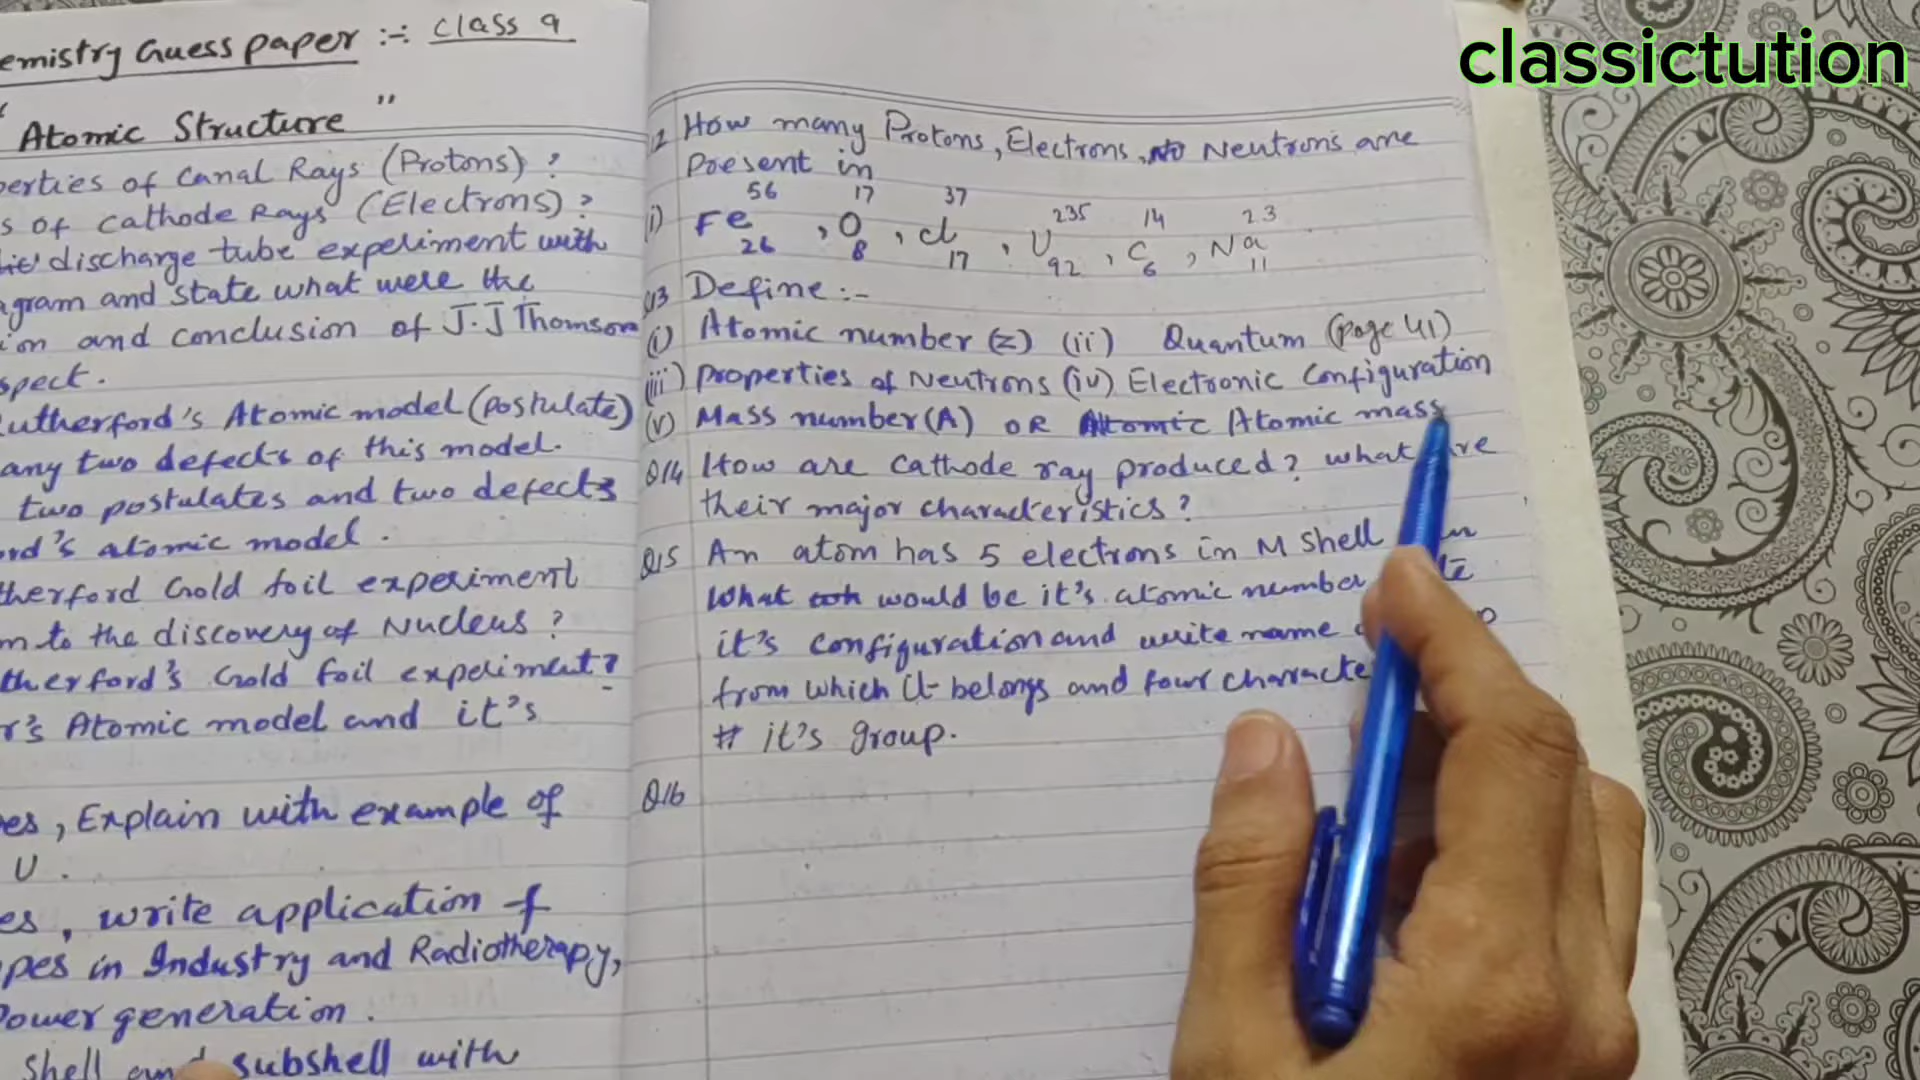 classictution
emistry Guess paper :-: Class 9
"Atomic Structure"
perties of Canal Rays (Protons)?
s of Cathode Rays (Electrons)?
discharge tube experiment with
gram and state what were the
ion and conclusion of J.J Thomson
spect.
utherford's Atomic model (postulate)
any two defects of this model.
two postulates and two defects
ord's atomic model.
therford Gold foil experiment
m to the discovery of Nucleus?
therford's Gold foil experiment?
r's Atomic model and it's
es, Explain with example of
U.
es, write application of
pes in Industry and Radiotherapy,
Power generation.
shell and subshell with
2 How many Protons, Electrons, Neutrons are
Present in
56 17 37 235 14 23
i) Fe , O , Cl , U , C , Na
26 8 17 92 6 11
Q13 Define :-
(i) Atomic number (Z) (ii) Quantum (page 41)
(iii) Properties of Neutrons (iv) Electronic Configuration
(v) Mass number (A) OR Atomic mass
Q14 How are Cathode ray produced? what are
their major characteristics?
Q15 An atom has 5 electrons in M shell
What would be it's atomic number
it's configuration and write name
from which it belongs and four characte
it's group.
Q16